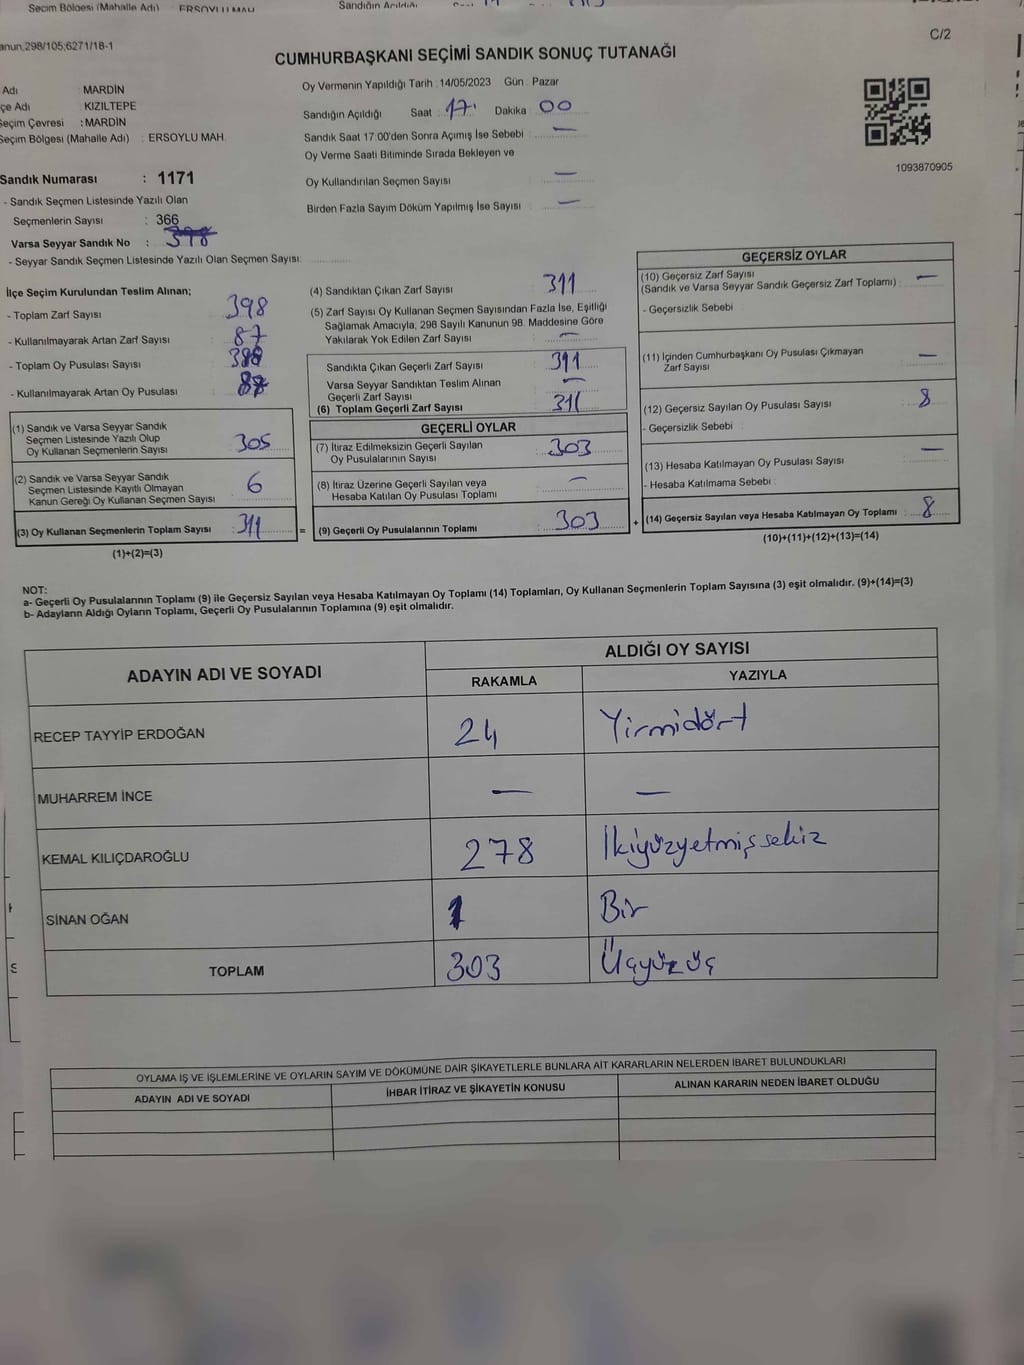 Seçim Bölgesi (Mahalle Adı) : ERSOYLU MAH
Sandığın Açıldığı
anun,298/105;6271/18-1
C/2
CUMHURBAŞKANI SEÇİMİ SANDIK SONUÇ TUTANAĞI
Adı : MARDİN
çe Adı : KIZILTEPE
Seçim Çevresi : MARDİN
Seçim Bölgesi (Mahalle Adı) : ERSOYLU MAH.
Oy Vermenin Yapıldığı Tarih : 14/05/2023 Gün : Pazar
Sandığın Açıldığı Saat : 17 Dakika : 00
Sandık Saat 17:00'den Sonra Açımış İse Sebebi : —
Oy Verme Saati Bitiminde Sırada Bekleyen ve
Oy Kullandırılan Seçmen Sayısı : —
Birden Fazla Sayım Döküm Yapılmış İse Sayısı : —
1093870905
Sandık Numarası : 1171
- Sandık Seçmen Listesinde Yazılı Olan
Seçmenlerin Sayısı : 366
Varsa Seyyar Sandık No :
- Seyyar Sandık Seçmen Listesinde Yazılı Olan Seçmen Sayısı:
İlçe Seçim Kurulundan Teslim Alınan;
- Toplam Zarf Sayısı : 398
- Kullanılmayarak Artan Zarf Sayısı : 87
- Toplam Oy Pusulası Sayısı :
- Kullanılmayarak Artan Oy Pusulası : 87
(1) Sandık ve Varsa Seyyar Sandık
Seçmen Listesinde Yazılı Olup
Oy Kullanan Seçmenlerin Sayısı : 305
(2) Sandık ve Varsa Seyyar Sandık
Seçmen Listesinde Kayıtlı Olmayan
Kanun Gereği Oy Kullanan Seçmen Sayısı : 6
(3) Oy Kullanan Seçmenlerin Toplam Sayısı : 311
(1)+(2)=(3)
(4) Sandıktan Çıkan Zarf Sayısı : 311
(5) Zarf Sayısı Oy Kullanan Seçmen Sayısından Fazla İse, Eşitliği
Sağlamak Amacıyla; 298 Sayılı Kanunun 98. Maddesine Göre
Yakılarak Yok Edilen Zarf Sayısı : —
Sandıkta Çıkan Geçerli Zarf Sayısı : 311
Varsa Seyyar Sandıktan Teslim Alınan
Geçerli Zarf Sayısı : —
(6) Toplam Geçerli Zarf Sayısı : 311
GEÇERLİ OYLAR
(7) İtiraz Edilmeksizin Geçerli Sayılan
Oy Pusulalarının Sayısı : 303
(8) İtiraz Üzerine Geçerli Sayılan veya
Hesaba Katılan Oy Pusulası Toplamı : —
= (9) Geçerli Oy Pusulalarının Toplamı : 303
GEÇERSİZ OYLAR
(10) Geçersiz Zarf Sayısı
(Sandık ve Varsa Seyyar Sandık Geçersiz Zarf Toplamı) : —
- Geçersizlik Sebebi :
(11) İçinden Cumhurbaşkanı Oy Pusulası Çıkmayan
Zarf Sayısı : —
(12) Geçersiz Sayılan Oy Pusulası Sayısı : 8
- Geçersizlik Sebebi :
(13) Hesaba Katılmayan Oy Pusulası Sayısı : —
- Hesaba Katılmama Sebebi :
+ (14) Geçersiz Sayılan veya Hesaba Katılmayan Oy Toplamı : 8
(10)+(11)+(12)+(13)=(14)
NOT:
a- Geçerli Oy Pusulalarının Toplamı (9) ile Geçersiz Sayılan veya Hesaba Katılmayan Oy Toplamı (14) Toplamları, Oy Kullanan Seçmenlerin Toplam Sayısına (3) eşit olmalıdır. (9)+(14)=(3)
b- Adayların Aldığı Oyların Toplamı, Geçerli Oy Pusulalarının Toplamına (9) eşit olmalıdır.
ADAYIN ADI VE SOYADI
ALDIĞI OY SAYISI
RAKAMLA YAZIYLA
RECEP TAYYİP ERDOĞAN 24 Yirmidört
MUHARREM İNCE — —
KEMAL KILIÇDAROĞLU 278 İkiyüzyetmişsekiz
SİNAN OĞAN 1 Bir
TOPLAM 303 Üçyüzüç
OYLAMA İŞ VE İŞLEMLERİNE VE OYLARIN SAYIM VE DÖKÜMÜNE DAİR ŞİKAYETLERLE BUNLARA AİT KARARLARIN NELERDEN İBARET BULUNDUKLARI
ADAYIN ADI VE SOYADI İHBAR İTİRAZ VE ŞİKAYETİN KONUSU ALINAN KARARIN NEDEN İBARET OLDUĞU